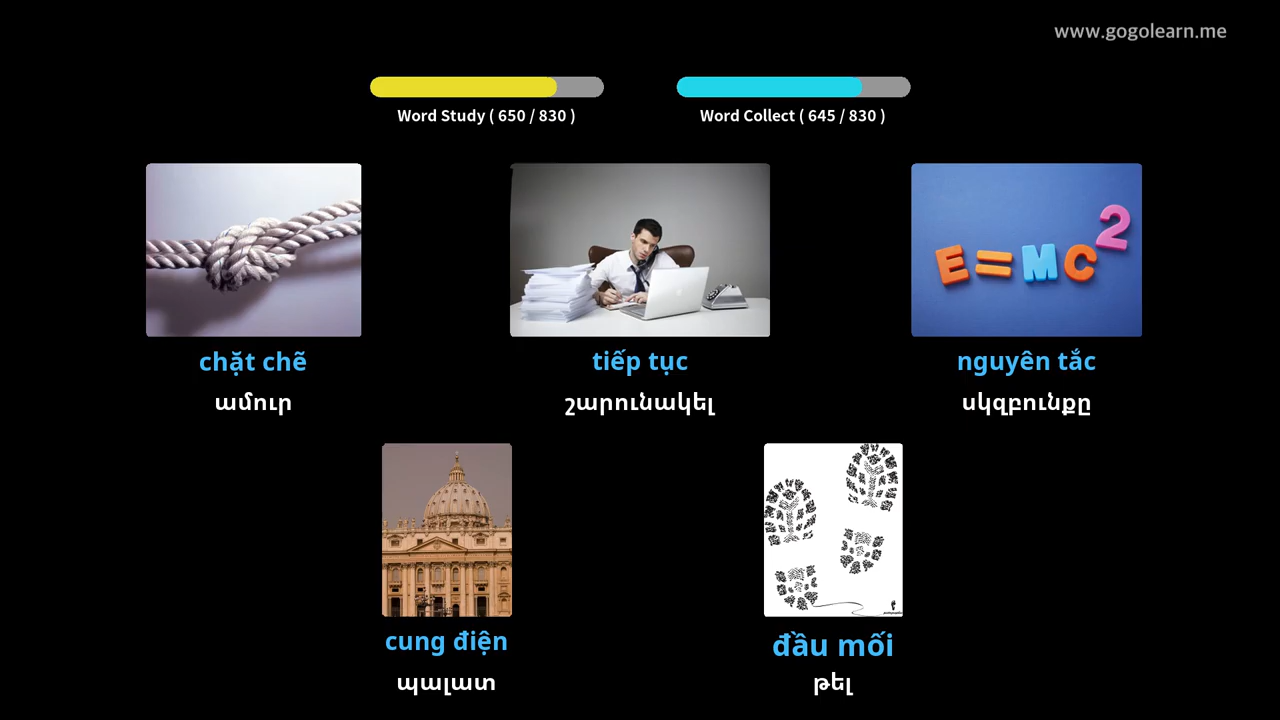 www.gogolearn.me
Word Study ( 650 / 830 )
Word Collect ( 645 / 830 )
chặt chẽ
ամուր
tiếp tục
շարունակել
nguyên tắc
սկզբունքը
cung điện
պալատ
đầu mối
թել